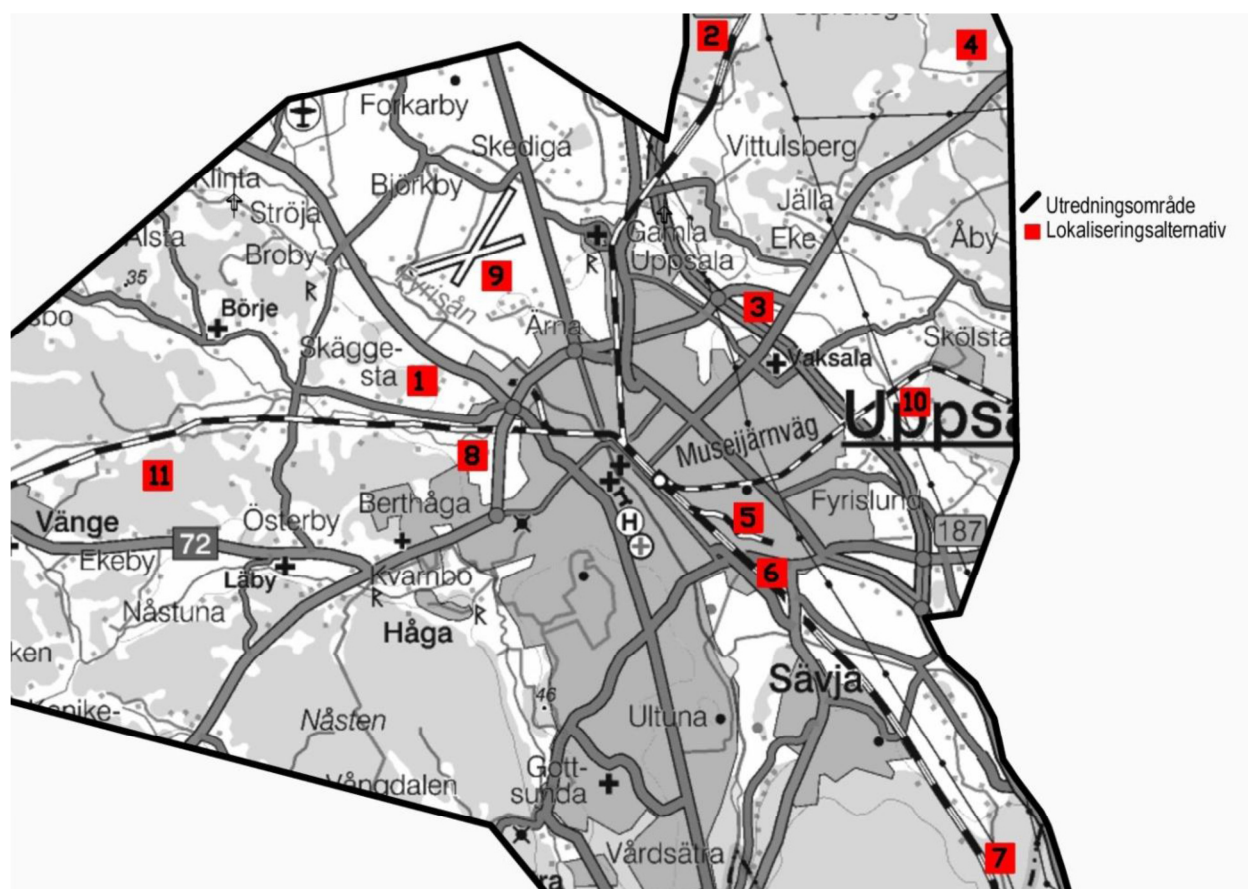 2
4
Forkarby
Skediga
Vittulsberg
Klinta
Björkby
Jälla
Utredningsområde
Ströja
Gamla
Uppsala
Eke
Åby
Lokaliseringsalternativ
Alsta
Broby
9
35
Fyrisån
Börje
3
Ärna
Skölsta
Skägge-
sta
Vaksala
1
10
Uppsa
8
Museijärnväg
11
Berthåga
Fyrislund
Vänge
72
Österby
5
H
187
Ekeby
Läby
Kvarnbo
6
Nåstuna
Håga
ken
Sävja
46
Ultuna
Nåsten
Vångdalen
Gott-
sunda
Vårdsätra
7